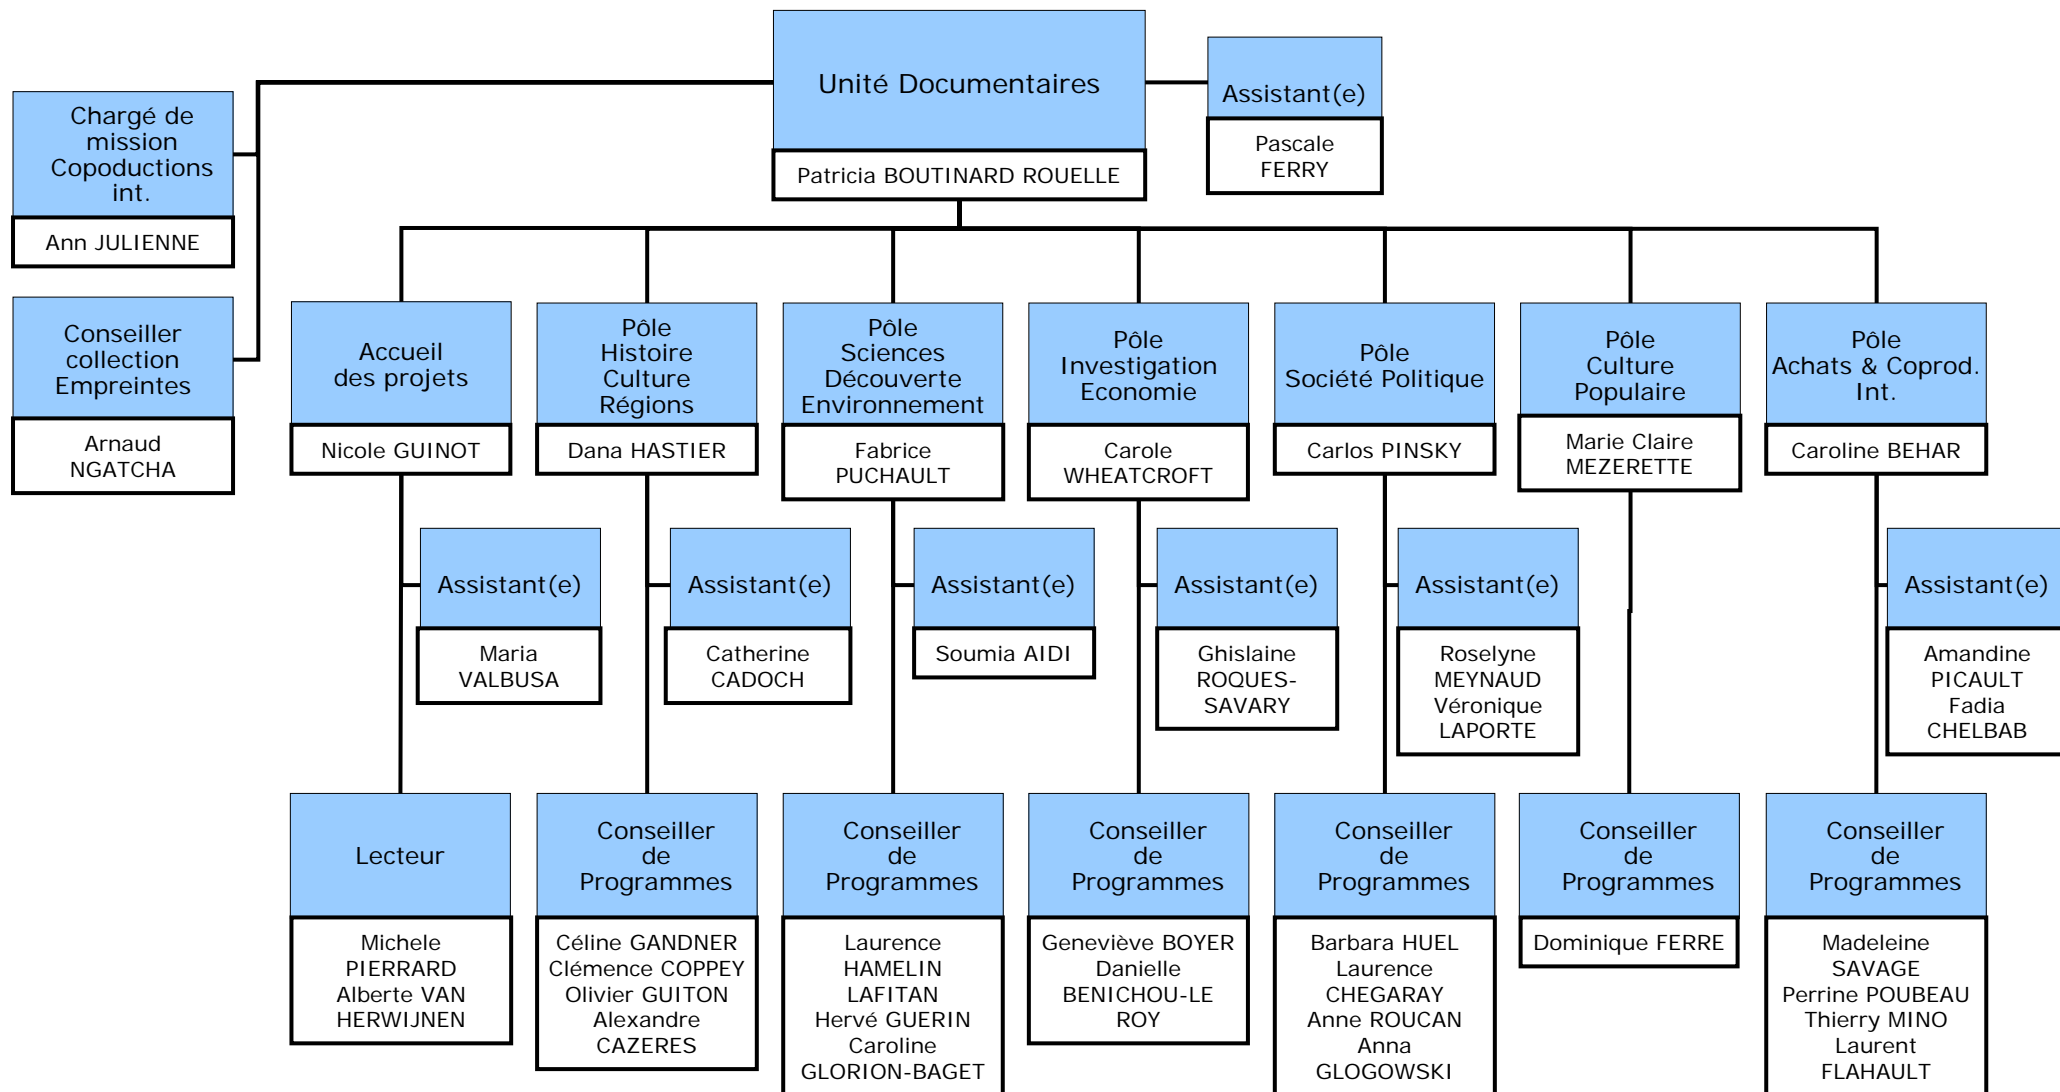 Unité Documentaires
Patricia BOUTINARD ROUELLE
Assistant(e)
Pascale
FERRY
Chargé de
mission
Copoductions
int.
Ann JULIENNE
Conseiller
collection
Empreintes
Arnaud
NGATCHA
Accueil
des projets
Nicole GUINOT
Pôle
Histoire
Culture
Régions
Dana HASTIER
Pôle
Sciences
Découverte
Environnement
Fabrice
PUCHAULT
Pôle
Investigation
Economie
Carole
WHEATCROFT
Pôle
Société Politique
Carlos PINSKY
Pôle
Culture
Populaire
Marie Claire
MEZERETTE
Pôle
Achats & Coprod.
Int.
Caroline BEHAR
Assistant(e)
Maria
VALBUSA
Assistant(e)
Catherine
CADOCH
Assistant(e)
Soumia AIDI
Assistant(e)
Ghislaine
ROQUES-
SAVARY
Assistant(e)
Roselyne
MEYNAUD
Véronique
LAPORTE
Assistant(e)
Amandine
PICAULT
Fadia
CHELBAB
Lecteur
Michele
PIERRARD
Alberte VAN
HERWIJNEN
Conseiller
de
Programmes
Céline GANDNER
Clémence COPPEY
Olivier GUITON
Alexandre
CAZERES
Conseiller
de
Programmes
Laurence
HAMELIN
LAFITAN
Hervé GUERIN
Caroline
GLORION-BAGET
Conseiller
de
Programmes
Geneviève BOYER
Danielle
BENICHOU-LE
ROY
Conseiller
de
Programmes
Barbara HUEL
Laurence
CHEGARAY
Anne ROUCAN
Anna
GLOGOWSKI
Conseiller
de
Programmes
Dominique FERRE
Conseiller
de
Programmes
Madeleine
SAVAGE
Perrine POUBEAU
Thierry MINO
Laurent
FLAHAULT